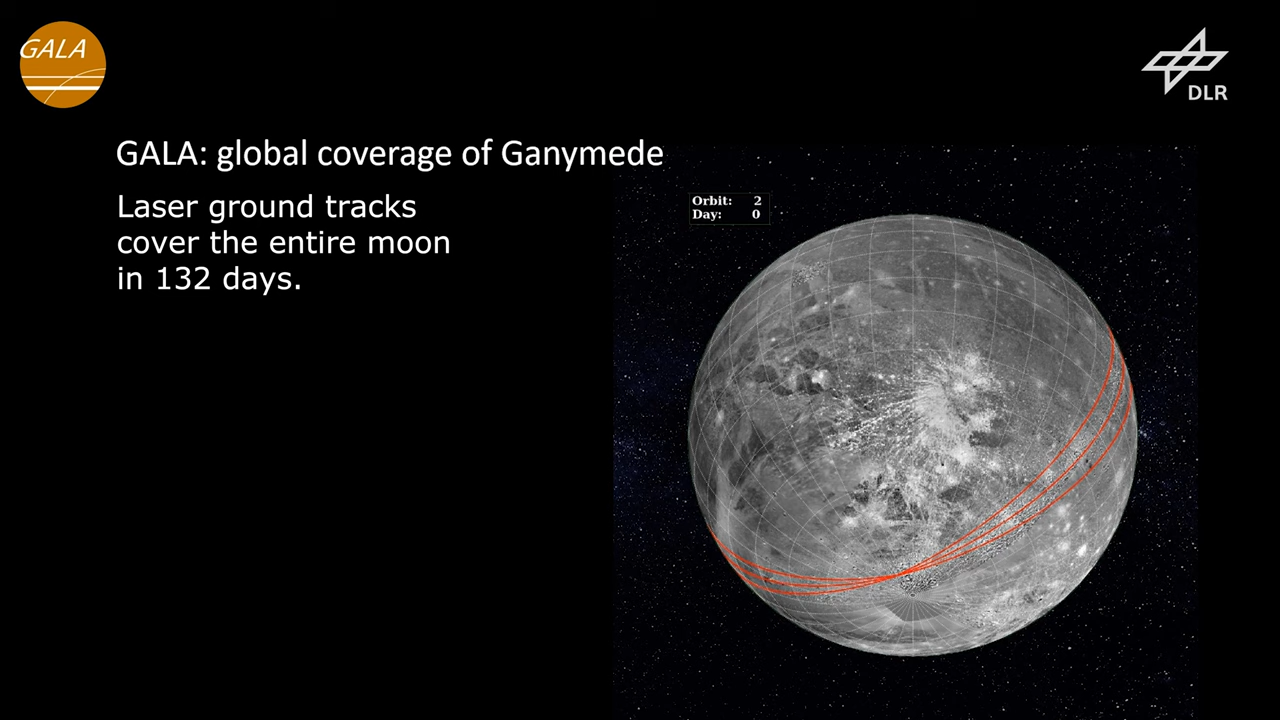 GALA
DLR
GALA: global coverage of Ganymede
Laser ground tracks
cover the entire moon
in 132 days.
Orbit: 2
Day: 0